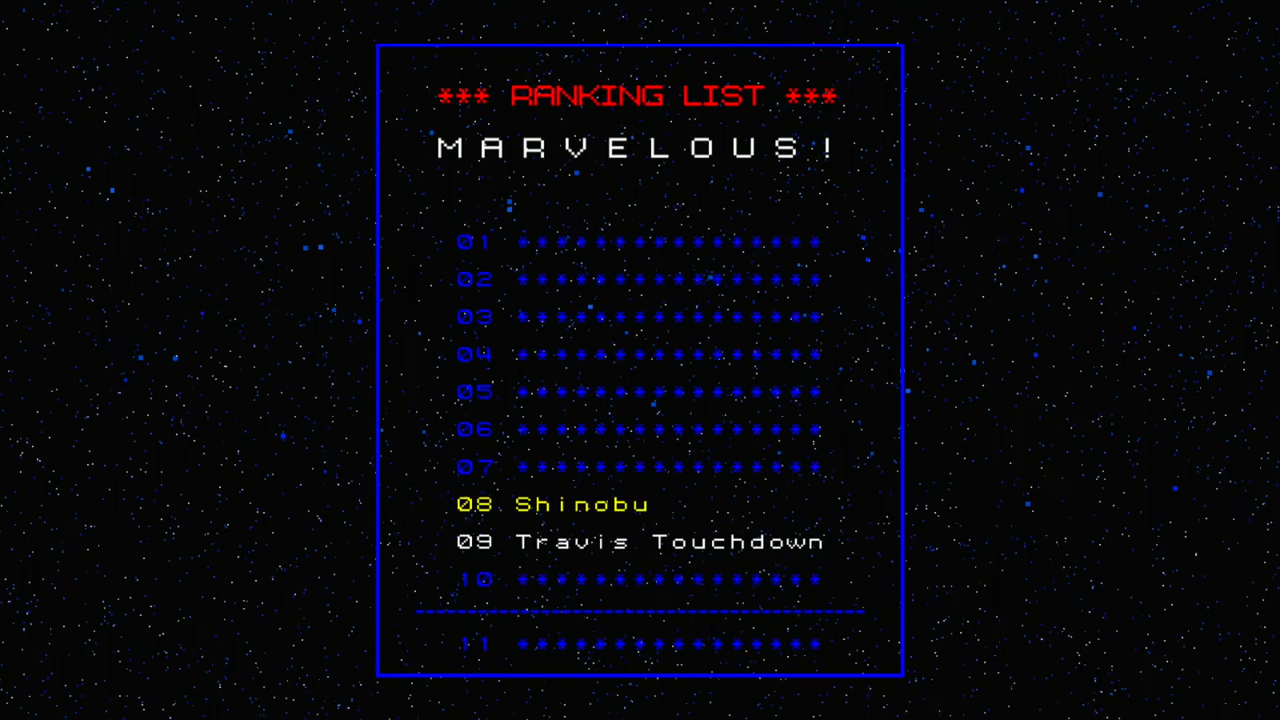 *** RANKING LIST ***
MARVELOUS!
01 ****************
02 ****************
03 ****************
04 ****************
05 ****************
06 ****************
07 ****************
08 Shinobu
09 Travis Touchdown
10 ****************
11 ****************